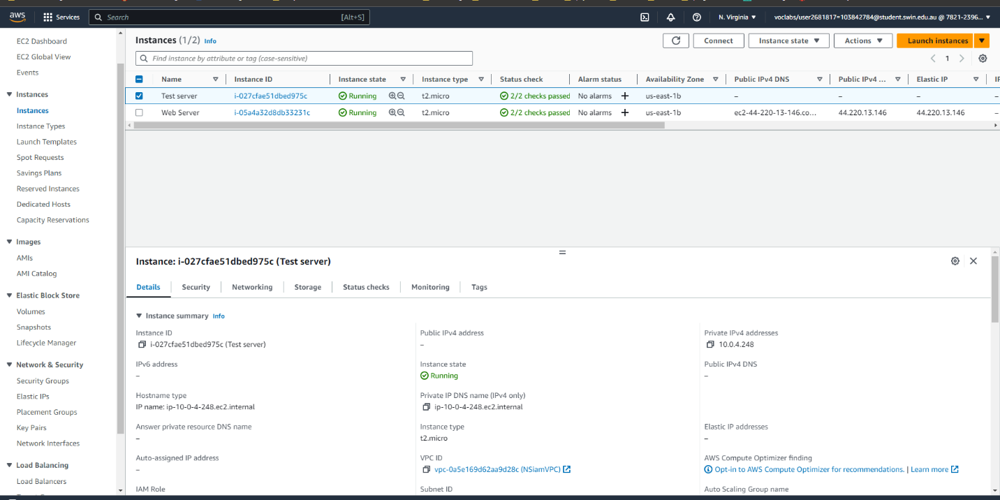 aws Services Search [Alt+S] N. Virginia voclabs/user2681817=103842784@student.swin.edu.au @ 7821-2396...
EC2 Dashboard
EC2 Global View
Events
Instances
Instances
Instance Types
Launch Templates
Spot Requests
Savings Plans
Reserved Instances
Dedicated Hosts
Capacity Reservations
Images
AMIs
AMI Catalog
Elastic Block Store
Volumes
Snapshots
Lifecycle Manager
Network & Security
Security Groups
Elastic IPs
Placement Groups
Key Pairs
Network Interfaces
Load Balancing
Load Balancers
Instances (1/2) Info Connect Instance state Actions Launch instances
Find instance by attribute or tag (case-sensitive) 1
Name Instance ID Instance state Instance type Status check Alarm status Availability Zone Public IPv4 DNS Public IPv4 ... Elastic IP
Test server i-027cfae51dbed975c Running t2.micro 2/2 checks passed No alarms + us-east-1b – – –
Web Server i-05a4a32d8db33231c Running t2.micro 2/2 checks passed No alarms + us-east-1b ec2-44-220-13-146.co... 44.220.13.146 44.220.13.146 –
Instance: i-027cfae51dbed975c (Test server)
Details Security Networking Storage Status checks Monitoring Tags
Instance summary Info
Instance ID Public IPv4 address Private IPv4 addresses
i-027cfae51dbed975c (Test server) – 10.0.4.248
IPv6 address Instance state Public IPv4 DNS
– Running –
Hostname type Private IP DNS name (IPv4 only)
IP name: ip-10-0-4-248.ec2.internal ip-10-0-4-248.ec2.internal
Answer private resource DNS name Instance type Elastic IP addresses
– t2.micro –
Auto-assigned IP address VPC ID AWS Compute Optimizer finding
– vpc-0a5e169d62aa9d28c (NSiamVPC) Opt-in to AWS Compute Optimizer for recommendations. | Learn more
IAM Role Subnet ID Auto Scaling Group name